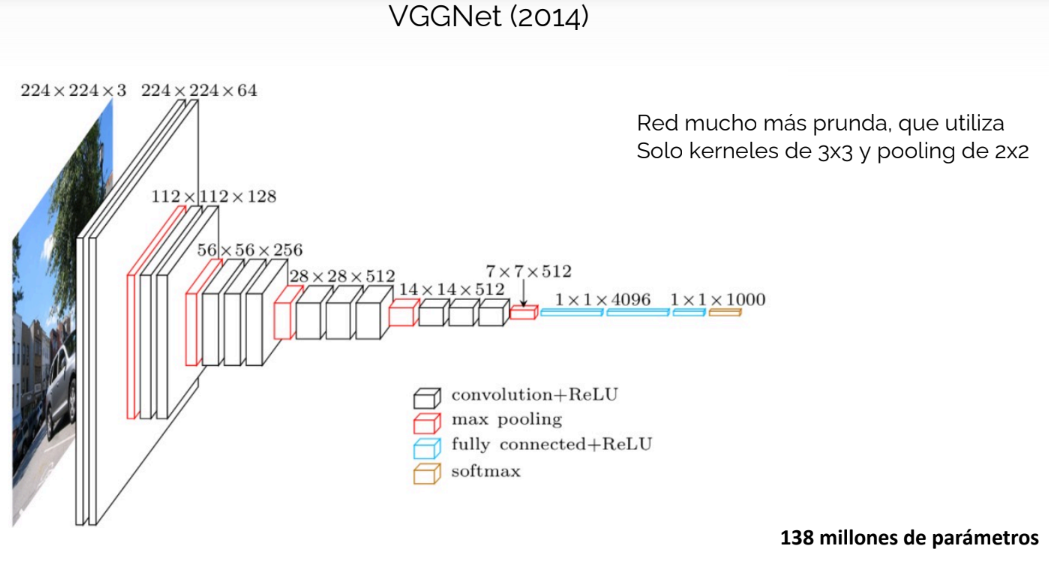 VGGNet (2014)
224×224×3 224×224×64
Red mucho más prunda, que utiliza
Solo kerneles de 3x3 y pooling de 2x2
112×112×128
56×56×256
28×28×512
14×14×512
7×7×512
1×1×4096 1×1×1000
convolution+ReLU
max pooling
fully connected+ReLU
softmax
138 millones de parámetros